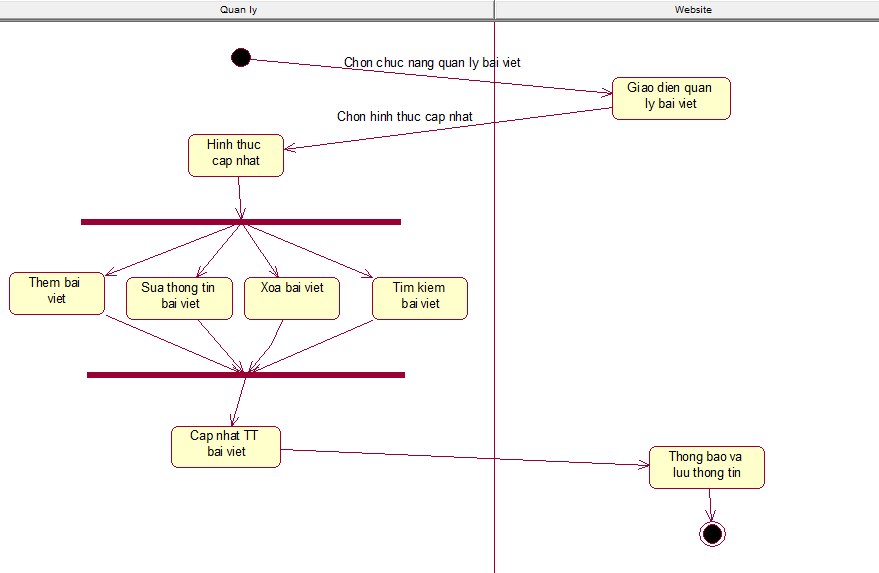 Quan ly
Website
Chon chuc nang quan ly bai viet
Giao dien quan
ly bai viet
Chon hinh thuc cap nhat
Hinh thuc
cap nhat
Them bai
viet
Sua thong tin
bai viet
Xoa bai viet
Tim kiem
bai viet
Cap nhat TT
bai viet
Thong bao va
luu thong tin